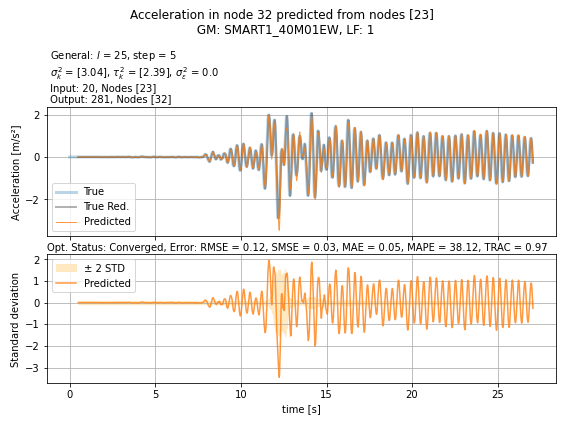 Acceleration in node 32 predicted from nodes [23]
GM: SMART1_40M01EW, LF: 1
General: l = 25, step = 5
σ²ₖ = [3.04], τ²ₖ = [2.39], σ²ε = 0.0
Input: 20, Nodes [23]
Output: 281, Nodes [32]
Acceleration [m/s²]
2
0
−2
True
True Red.
Predicted
Opt. Status: Converged, Error: RMSE = 0.12, SMSE = 0.03, MAE = 0.05, MAPE = 38.12, TRAC = 0.97
Standard deviation
2
1
0
−1
−2
−3
± 2 STD
Predicted
0 5 10 15 20 25
time [s]